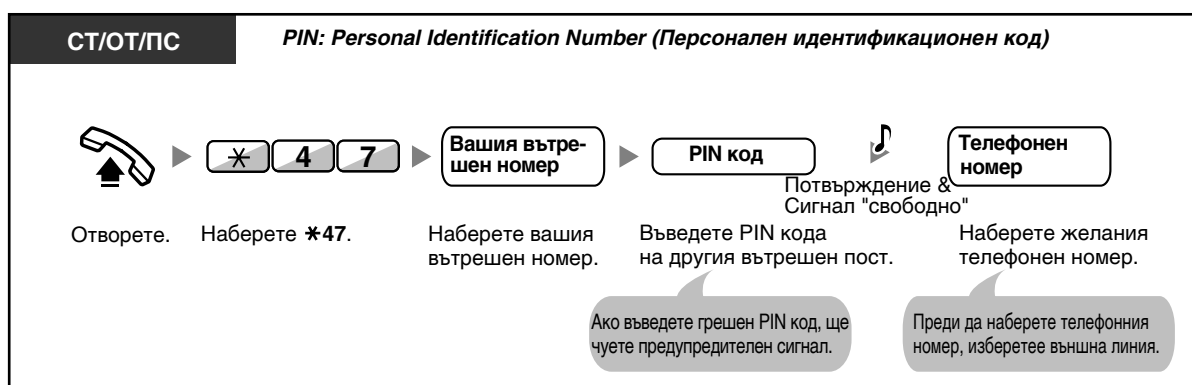 СТ/ОТ/ПС
PIN: Personal Identification Number (Персонален идентификационен код)
Вашия вътре-
шен номер
PIN код
Телефонен
номер
4 7
Потвърждение &
Сигнал "свободно"
Отворете.
Наберете ✳47.
Наберете вашия
вътрешен номер.
Въведете PIN кода
на другия вътрешен пост.
Наберете желания
телефонен номер.
Ако въведете грешен PIN код, ще
чуете предупредителен сигнал.
Преди да наберете телефонния
номер, изберетее външна линия.